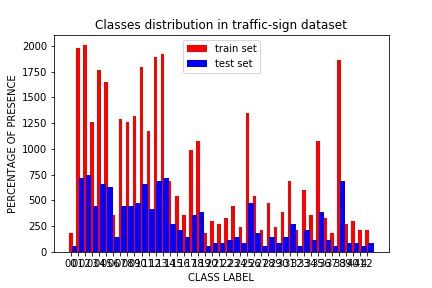 Classes distribution in traffic-sign dataset
train set
test set
PERCENTAGE OF PRESENCE
2000
1750
1500
1250
1000
750
500
250
0
CLASS LABEL